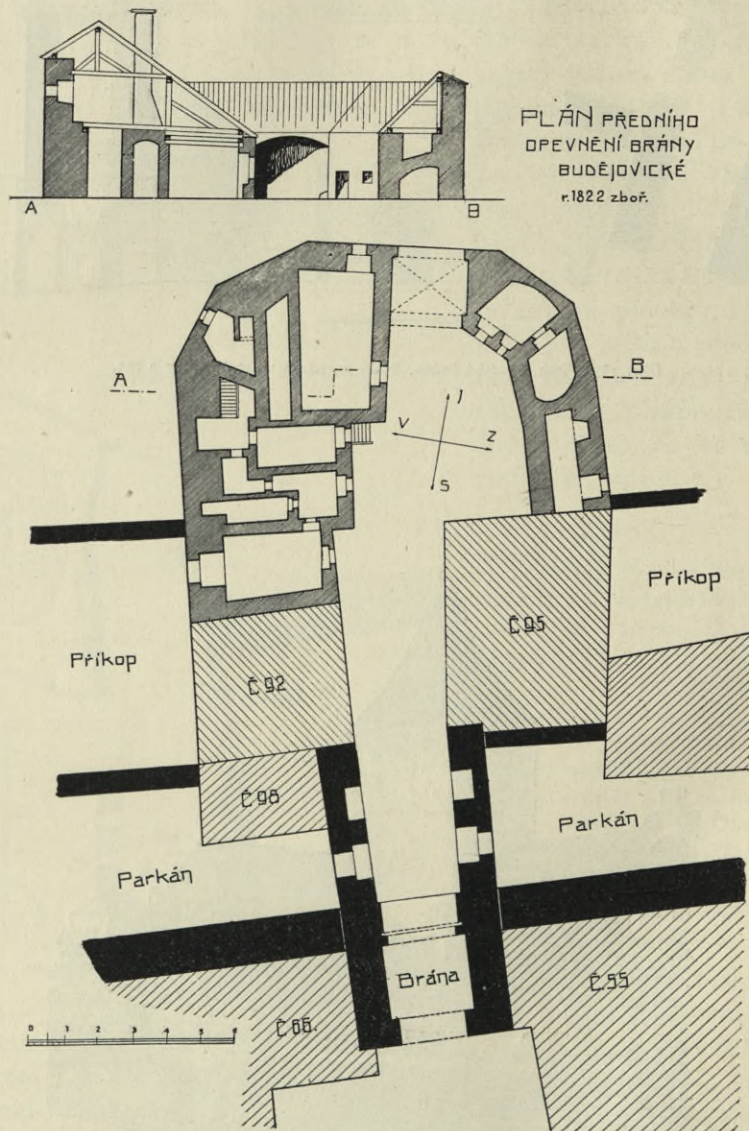 PLÁN PŘEDNÍHO
OPEVNĚNÍ BRÁNY
BUDĚJOVICKÉ
r. 1822 zboř.
A
B
A
B
J
V
Z
S
Příkop
Příkop
Č 95
Č 92
Č 98
Parkán
Parkán
Brána
Č. 55
Č 66.
0 1 2 3 4 5 6